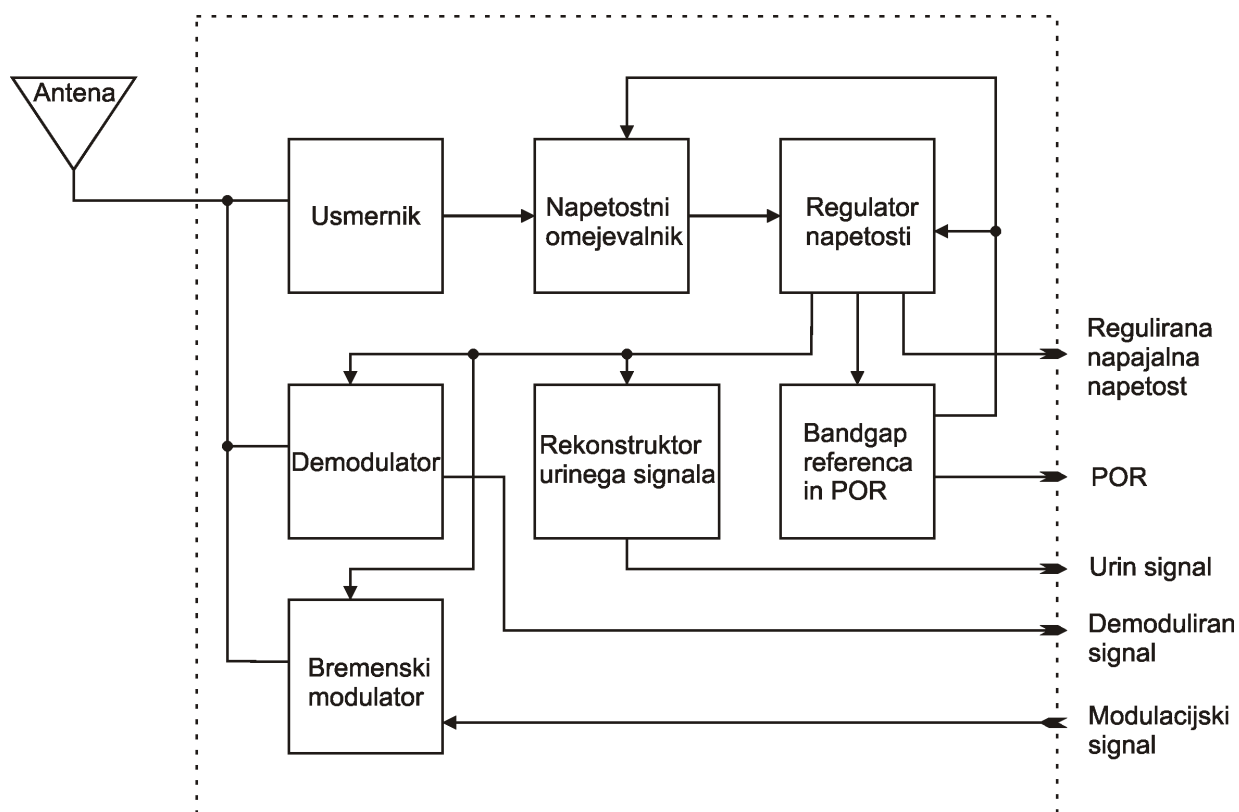 Antena
Usmernik
Napetostni
omejevalnik
Regulator
napetosti
Regulirana
napajalna
napetost
Demodulator
Rekonstruktor
urinega signala
Bandgap
referenca
in POR
POR
Urin signal
Demoduliran
signal
Bremenski
modulator
Modulacijski
signal